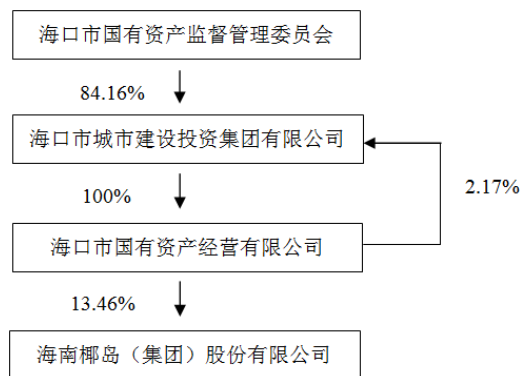 海口市国有资产监督管理委员会
84.16%
海口市城市建设投资集团有限公司
2.17%
100%
海口市国有资产经营有限公司
13.46%
海南椰岛（集团）股份有限公司